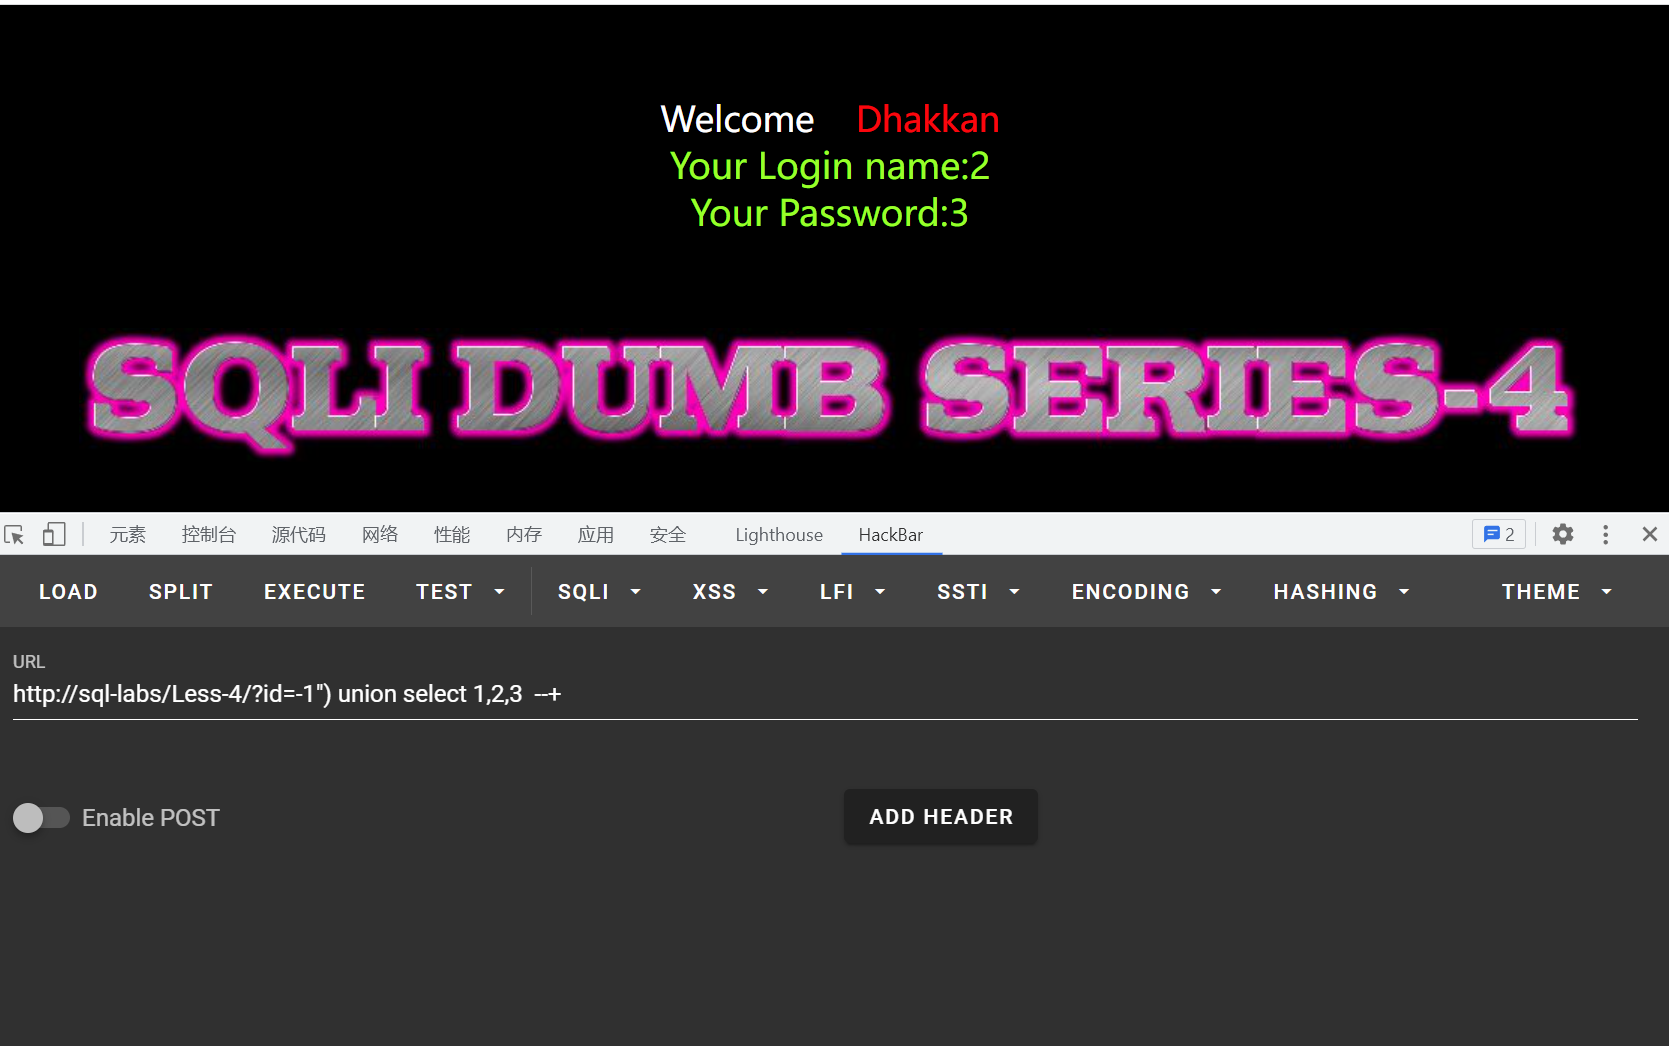 Welcome Dhakkan
Your Login name:2
Your Password:3
SQLI DUMB SERIES-4
元素 控制台 源代码 网络 性能 内存 应用 安全 Lighthouse HackBar 2
LOAD SPLIT EXECUTE TEST SQLI XSS LFI SSTI ENCODING HASHING THEME
URL
http://sql-labs/Less-4/?id=-1") union select 1,2,3  --+
Enable POST ADD HEADER